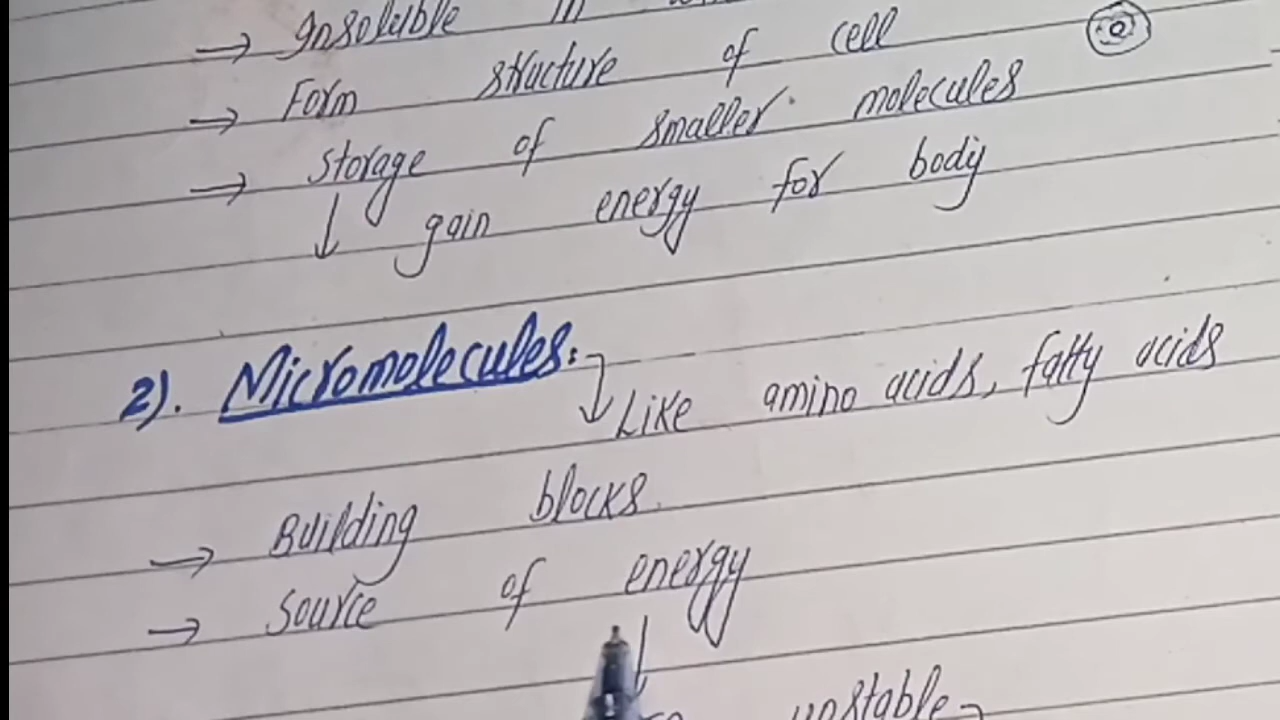 → Insoluble in
→ Form structure of cell
→ Storage of smaller molecules
↓ gain energy for body
2). Micromolecules:
↓ Like amino acids, fatty acids
→ Building blocks.
→ Source of energy
↓
unstable